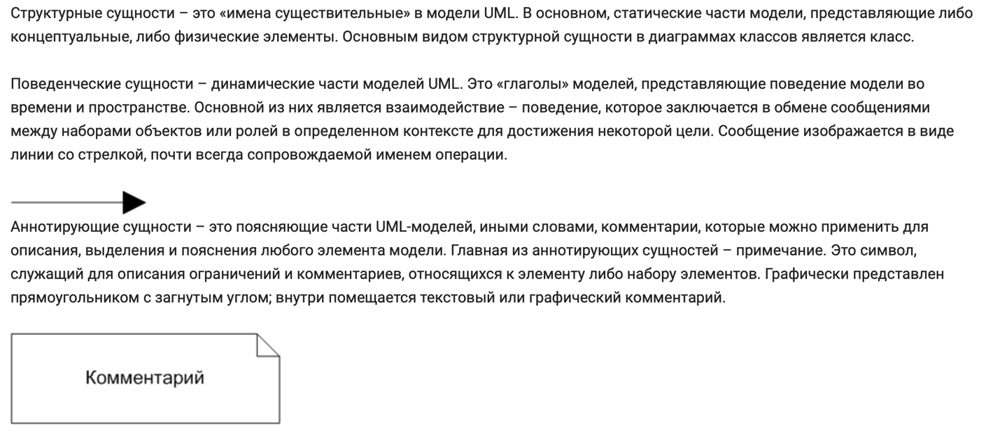 Структурные сущности – это «имена существительные» в модели UML. В основном, статические части модели, представляющие либо
концептуальные, либо физические элементы. Основным видом структурной сущности в диаграммах классов является класс.
Поведенческие сущности – динамические части моделей UML. Это «глаголы» моделей, представляющие поведение модели во
времени и пространстве. Основной из них является взаимодействие – поведение, которое заключается в обмене сообщениями
между наборами объектов или ролей в определенном контексте для достижения некоторой цели. Сообщение изображается в виде
линии со стрелкой, почти всегда сопровождаемой именем операции.
Аннотирующие сущности – это поясняющие части UML-моделей, иными словами, комментарии, которые можно применить для
описания, выделения и пояснения любого элемента модели. Главная из аннотирующих сущностей – примечание. Это символ,
служащий для описания ограничений и комментариев, относящихся к элементу либо набору элементов. Графически представлен
прямоугольником с загнутым углом; внутри помещается текстовый или графический комментарий.
Комментарий